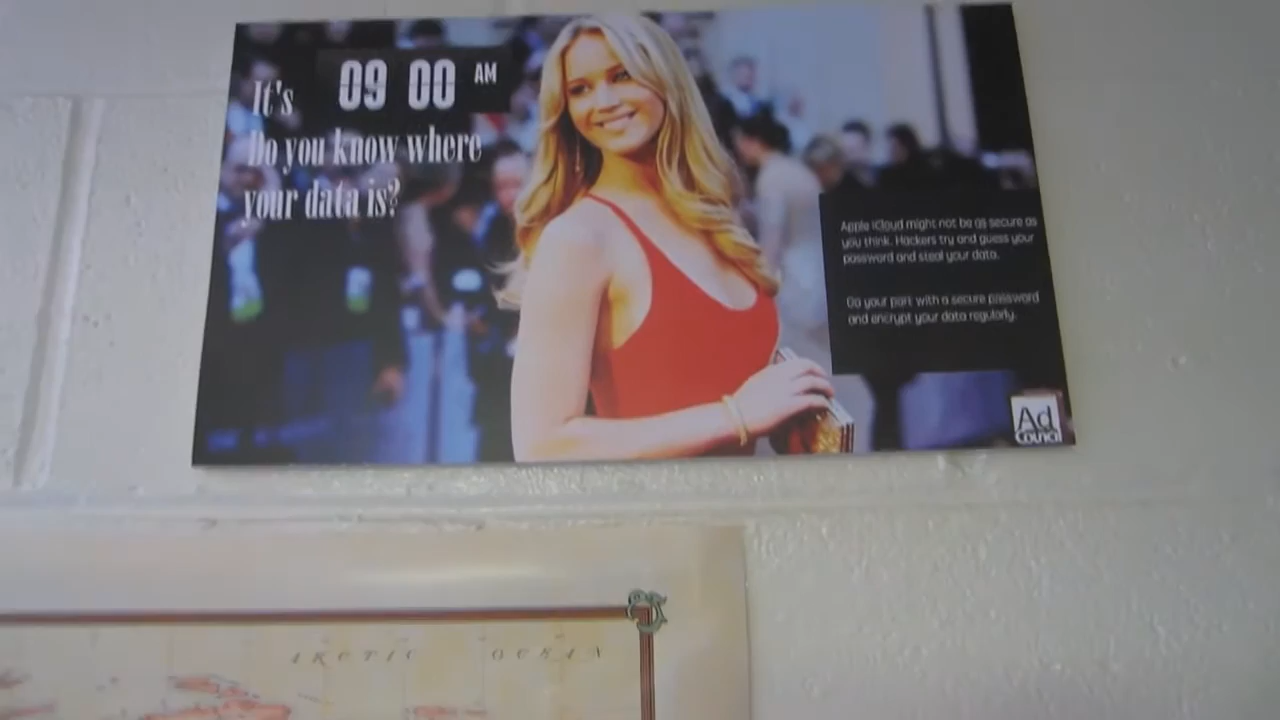 It's 09 00 AM
Do you know where
your data is?
Apple iCloud might not be as secure as
you think. Hackers try and guess your
password and steal your data.
Do your part with a secure password
and encrypt your data regularly.
Ad
Council
ARCTIC OCEAN